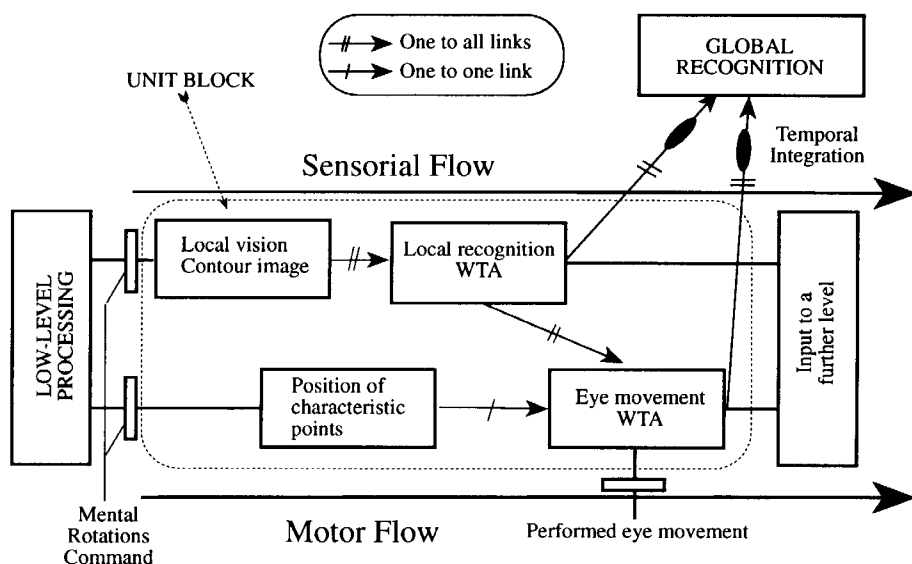 One to all links
One to one link
GLOBAL
RECOGNITION
UNIT BLOCK
Temporal
Integration
Sensorial Flow
LOW-LEVEL
PROCESSING
Local vision
Contour image
Local recognition
WTA
Input to a
further level
Position of
characteristic
points
Eye movement
WTA
Mental
Rotations
Command
Motor Flow
Performed eye movement